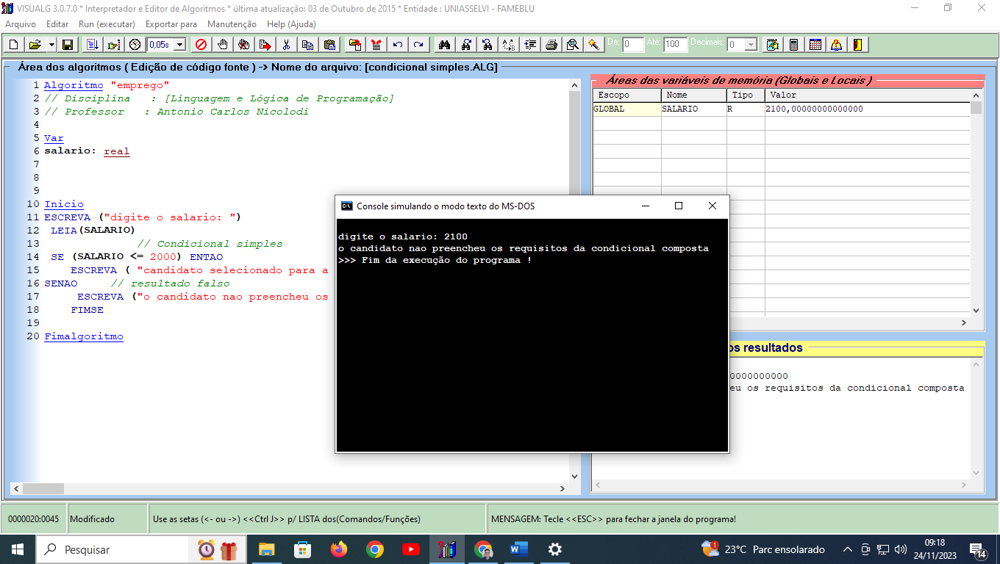 VISUALG 3.0.7.0 * Interpretador e Editor de Algoritmos * última atualização: 03 de Outubro de 2015 * Entidade : UNIASSELVI - FAMEBLU
Arquivo Editar Run (executar) Exportar para Manutenção Help (Ajuda)
0,05s De: 0 Até: 100 Decimais: 0
Área dos algoritmos ( Edição de código fonte ) -> Nome do arquivo: [condicional simples.ALG]
1 Algoritmo "emprego"
2 // Disciplina : [Linguagem e Lógica de Programação]
3 // Professor : Antonio Carlos Nicolodi
4
5 Var
6 salario: real
7
8
9
10 Inicio
11 ESCREVA ("digite o salario: ")
12 LEIA(SALARIO)
13 // Condicional simples
14 SE (SALARIO <= 2000) ENTAO
15 ESCREVA ( "candidato selecionado para a
16 SENAO // resultado falso
17 ESCREVA ("o candidato nao preencheu os
18 FIMSE
19
20 Fimalgoritmo
Áreas das variáveis de memória (Globais e Locais )
Escopo Nome Tipo Valor
GLOBAL SALARIO R 2100,00000000000000
Console simulando o modo texto do MS-DOS
digite o salario: 2100
o candidato nao preencheu os requisitos da condicional composta
>>> Fim da execução do programa !
os resultados
0000000000
eu os requisitos da condicional composta
0000020:0045 Modificado Use as setas (<- ou ->) <<Ctrl J>> p/ LISTA dos(Comandos/Funções) MENSAGEM: Tecle <<ESC>> para fechar a janela do programa!
Pesquisar
1 23°C Parc ensolarado
09:18
24/11/2023
14